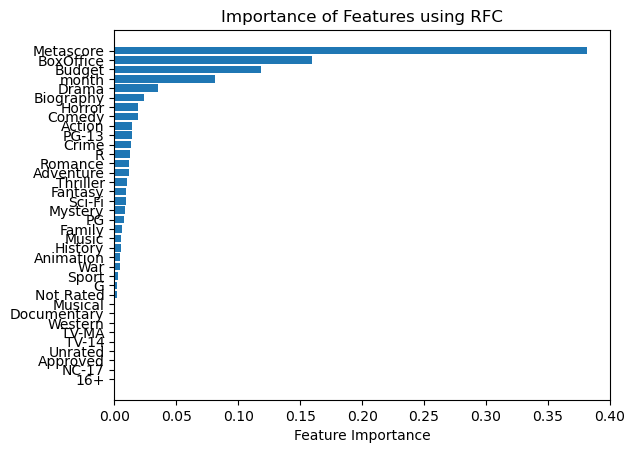 Importance of Features using RFC
Metascore
BoxOffice
Budget
month
Drama
Biography
Horror
Comedy
Action
PG-13
Crime
R
Romance
Adventure
Thriller
Fantasy
Sci-Fi
Mystery
PG
Family
Music
History
Animation
War
Sport
G
Not Rated
Musical
Documentary
Western
TV-MA
TV-14
Unrated
Approved
NC-17
16+
0.00 0.05 0.10 0.15 0.20 0.25 0.30 0.35 0.40
Feature Importance